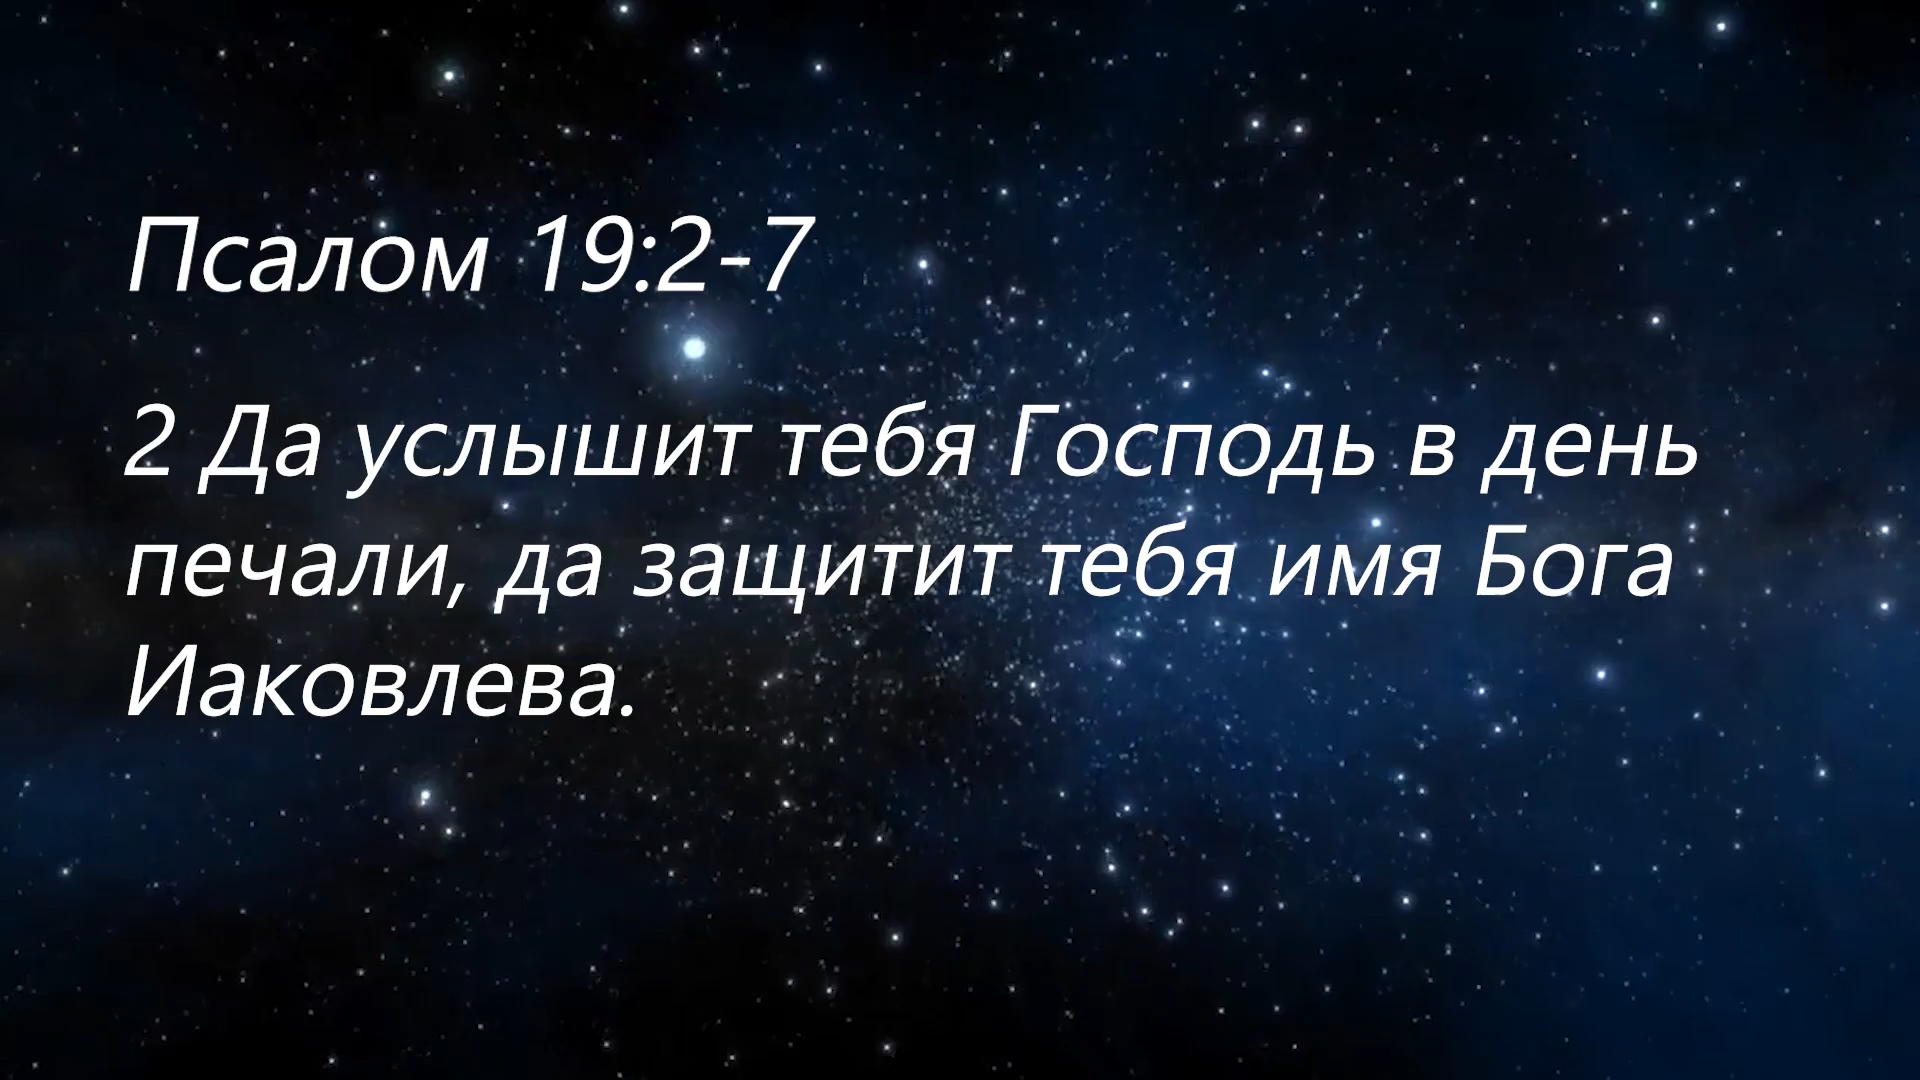 Псалом 19:2-7
2 Да услышит тебя Господь в день
печали, да защитит тебя имя Бога
Иаковлева.